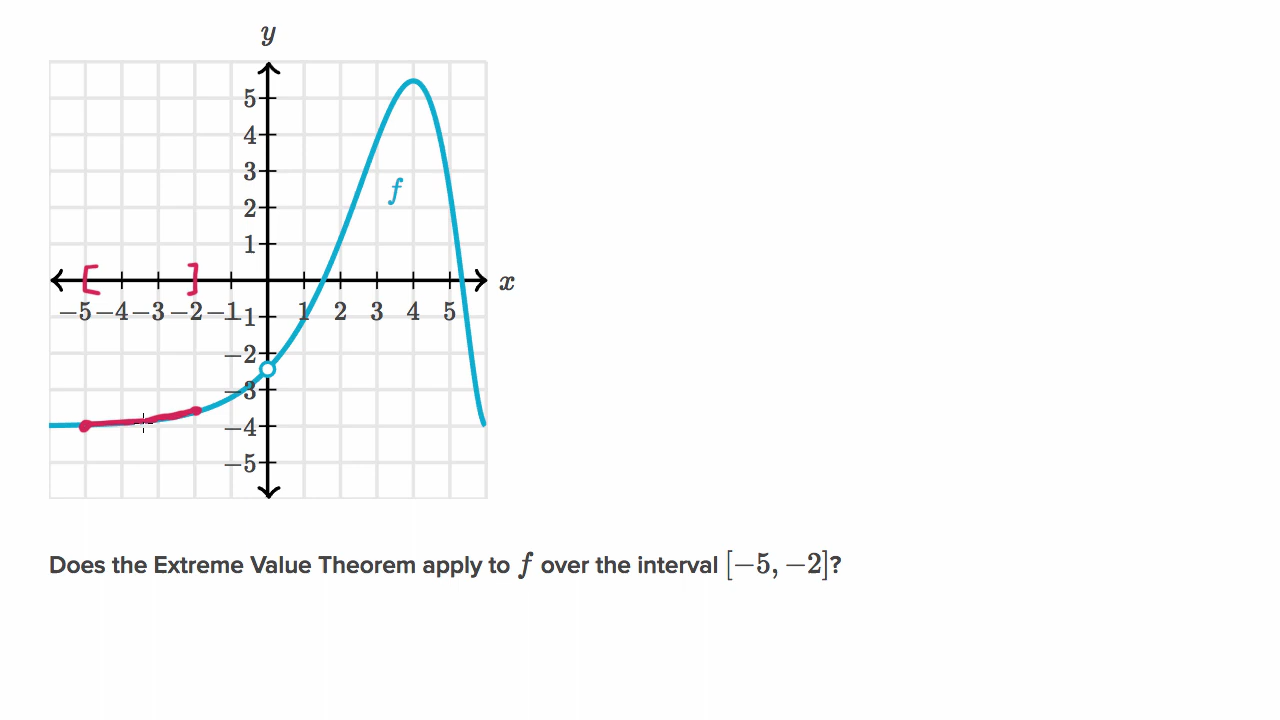 y
5
4
3
2
1
f
x
−5 −4 −3 −2 −1 1 2 3 4 5
−1
−2
−3
−4
−5
Does the Extreme Value Theorem apply to f over the interval [−5, −2]?